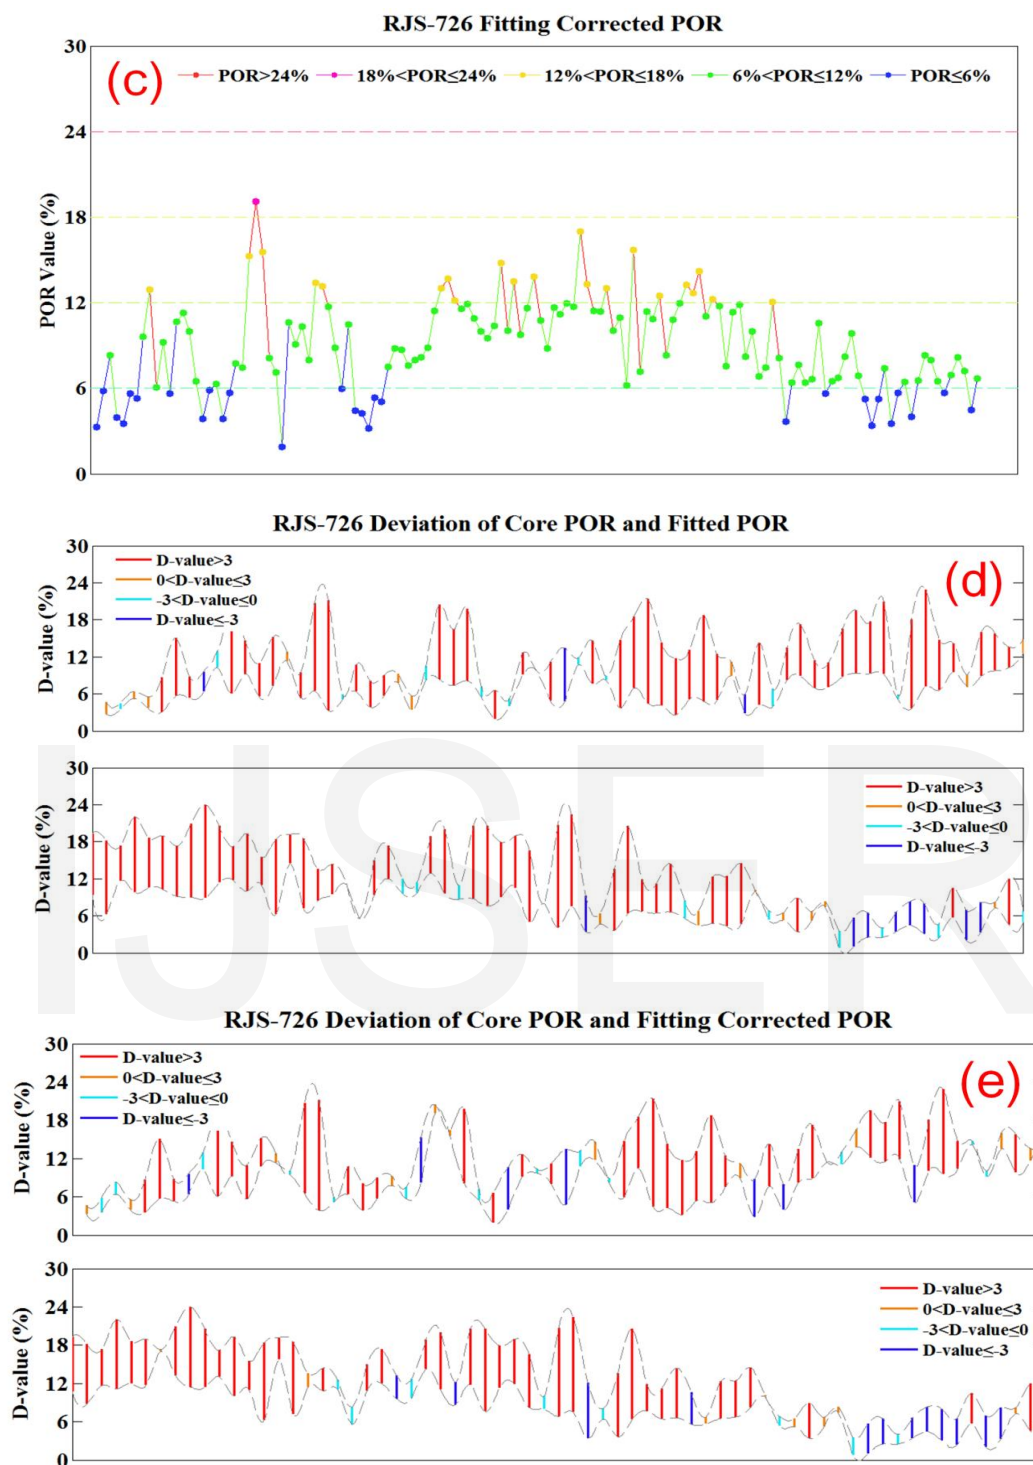 RJS-726 Fitting Corrected POR
(c)
POR>24% 18%<POR≤24% 12%<POR≤18% 6%<POR≤12% POR≤6%
POR Value (%)
30
24
18
12
6
0
RJS-726 Deviation of Core POR and Fitted POR
(d)
D-value (%)
30
24
18
12
6
0
D-value>3
0<D-value≤3
-3<D-value≤0
D-value≤-3
D-value (%)
30
24
18
12
6
0
D-value>3
0<D-value≤3
-3<D-value≤0
D-value≤-3
IJSER
RJS-726 Deviation of Core POR and Fitting Corrected POR
(e)
D-value (%)
30
24
18
12
6
0
D-value>3
0<D-value≤3
-3<D-value≤0
D-value≤-3
D-value (%)
30
24
18
12
6
0
D-value>3
0<D-value≤3
-3<D-value≤0
D-value≤-3